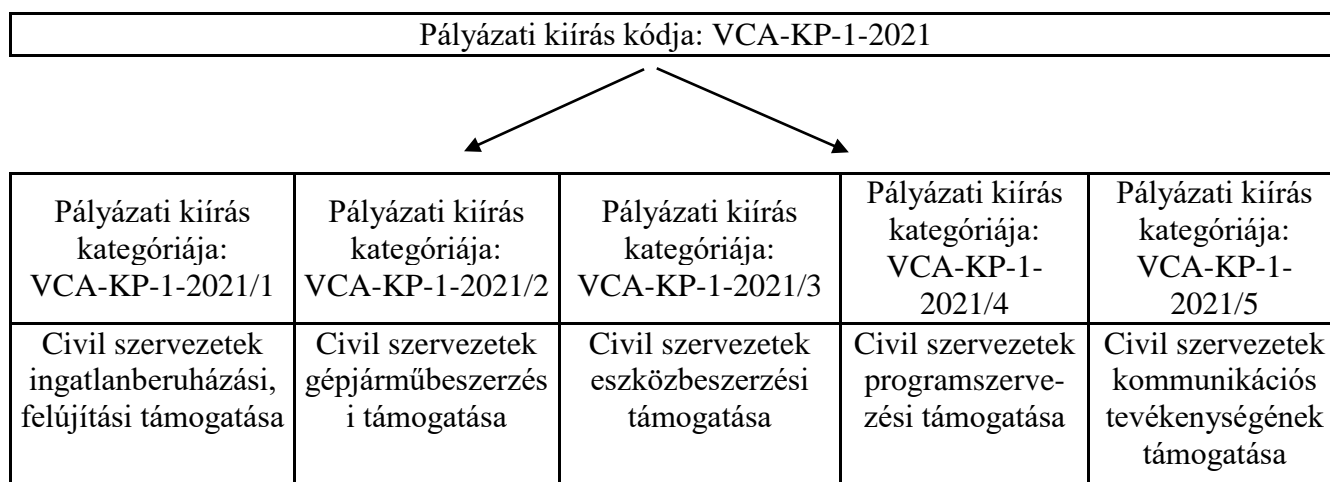 Pályázati kiírás kódja: VCA-KP-1-2021
Pályázati kiírás
kategóriája:
VCA-KP-1-2021/1
Pályázati kiírás
kategóriája:
VCA-KP-1-2021/2
Pályázati kiírás
kategóriája:
VCA-KP-1-2021/3
Pályázati kiírás
kategóriája:
VCA-KP-1-
2021/4
Pályázati kiírás
kategóriája:
VCA-KP-1-
2021/5
Civil szervezetek
ingatlanberuházási,
felújítási támogatása
Civil szervezetek
gépjárműbeszerzés
i támogatása
Civil szervezetek
eszközbeszerzési
támogatása
Civil szervezetek
programszerve-
zési támogatása
Civil szervezetek
kommunikációs
tevékenységének
támogatása